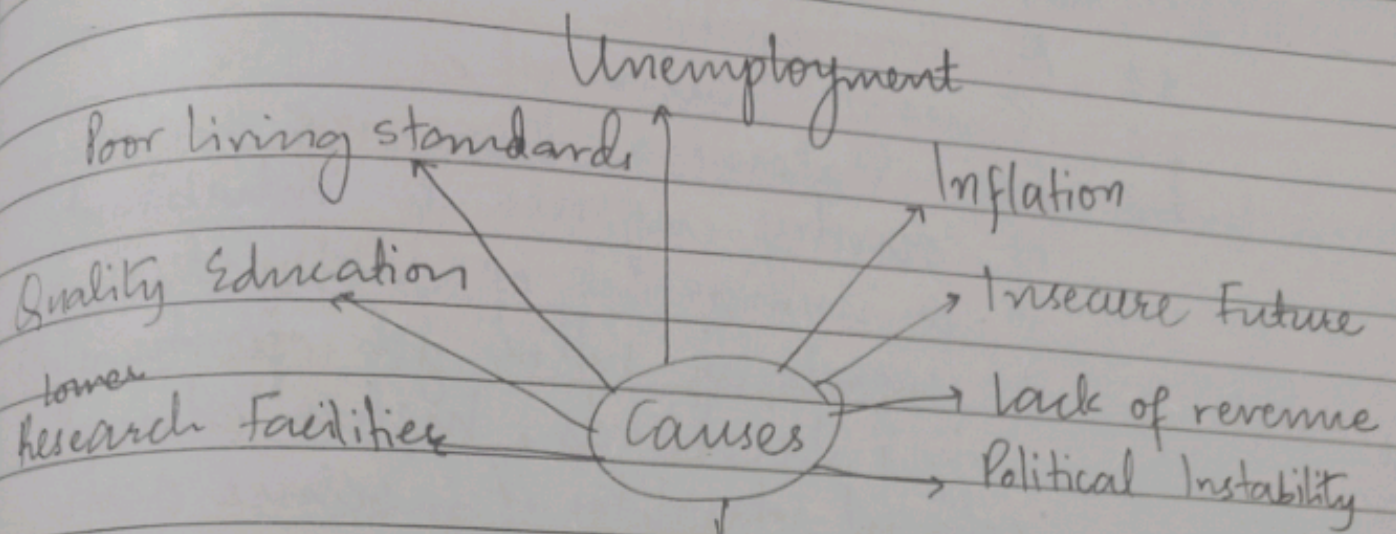 Unemployment
Poor living standards
Inflation
Quality Education
Insecure Future
lower
Research Facilities
Causes
Lack of revenue
Political Instability